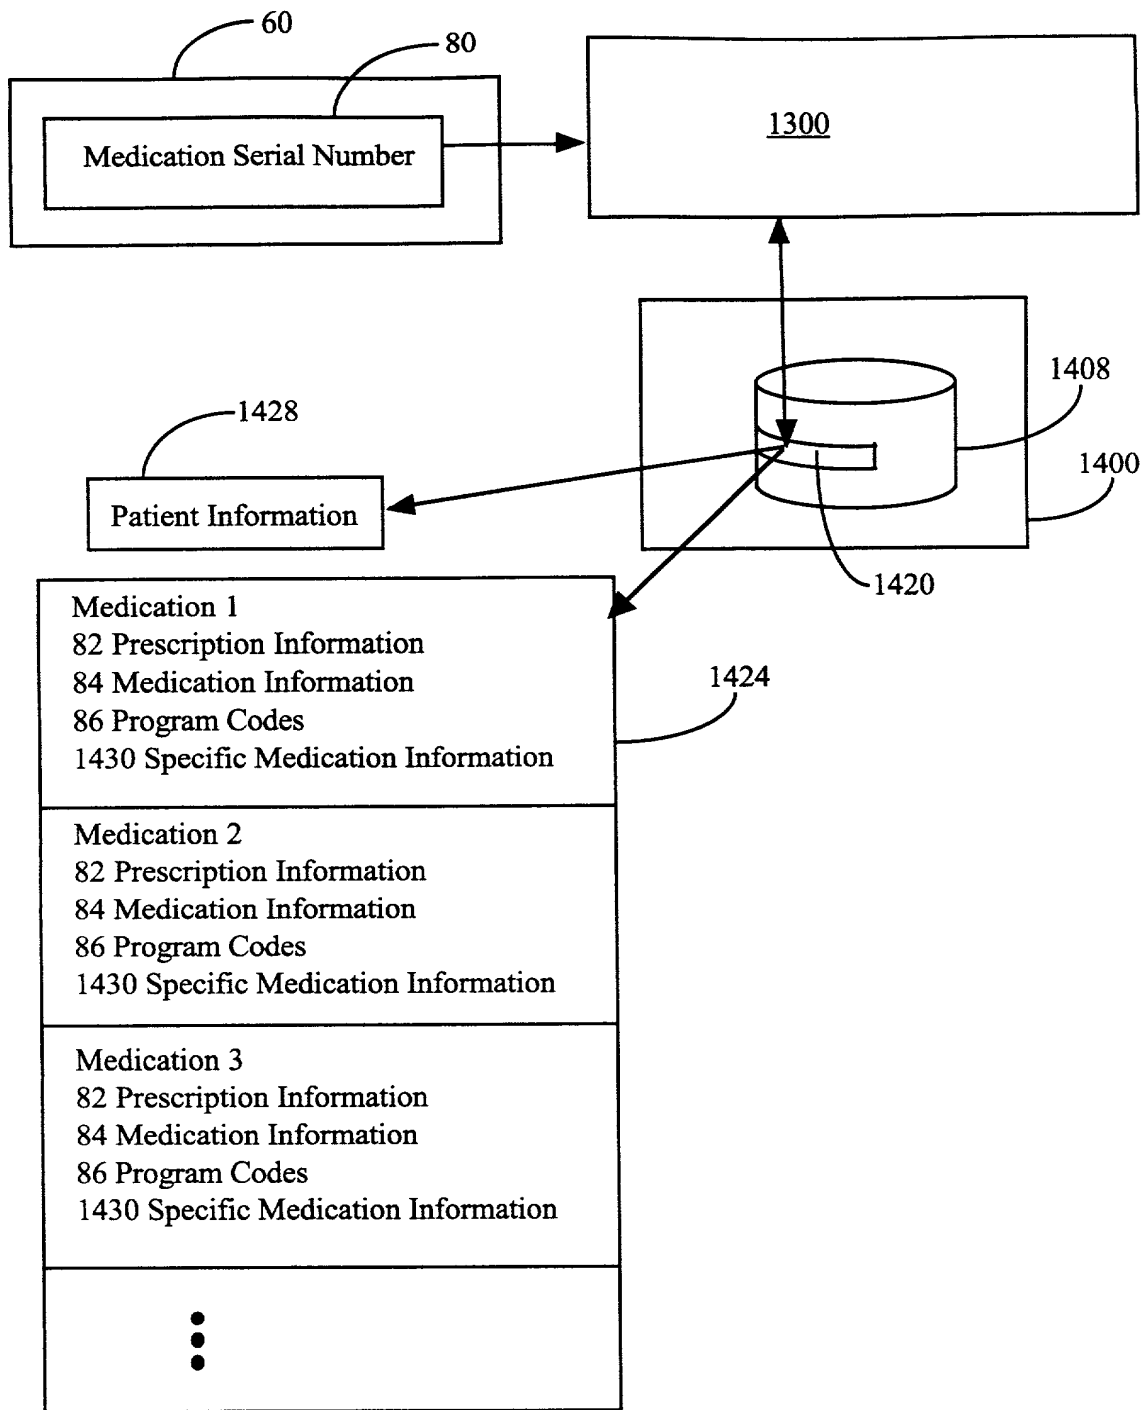 60
80
Medication Serial Number
1300
1408
1428
1400
Patient Information
1420
Medication 1
82 Prescription Information
84 Medication Information
86 Program Codes
1430 Specific Medication Information
1424
Medication 2
82 Prescription Information
84 Medication Information
86 Program Codes
1430 Specific Medication Information
Medication 3
82 Prescription Information
84 Medication Information
86 Program Codes
1430 Specific Medication Information